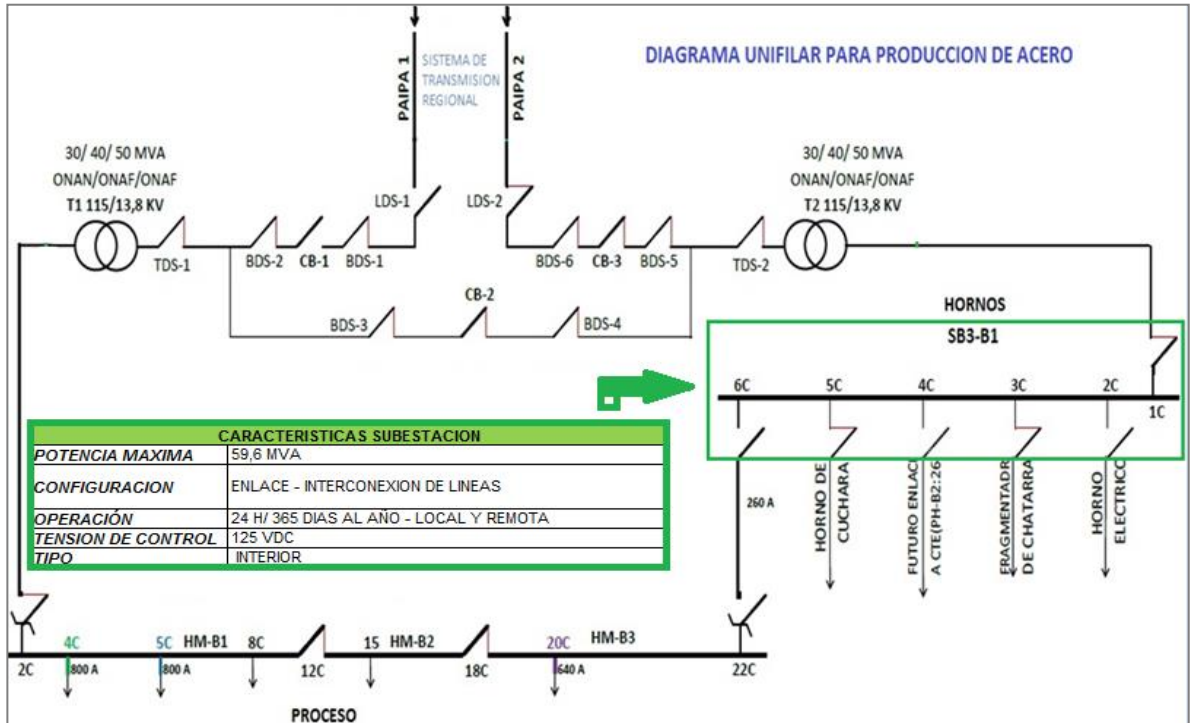 DIAGRAMA UNIFILAR PARA PRODUCCION DE ACERO
PAIPA 1
SISTEMA DE
TRANSMISION
REGIONAL
PAIPA 2
30/ 40/ 50 MVA
ONAN/ONAF/ONAF
T1 115/13,8 KV
30/ 40/ 50 MVA
ONAN/ONAF/ONAF
T2 115/13,8 KV
LDS-1
LDS-2
TDS-1
BDS-2
CB-1
BDS-1
BDS-6
CB-3
BDS-5
TDS-2
CB-2
BDS-3
BDS-4
HORNOS
SB3-B1
6C
5C
4C
3C
2C
1C
CARACTERISTICAS SUBESTACION
POTENCIA MAXIMA 59,6 MVA
CONFIGURACION ENLACE - INTERCONEXION DE LINEAS
OPERACIÓN 24 H/ 365 DIAS AL AÑO - LOCAL Y REMOTA
TENSION DE CONTROL 125 VDC
TIPO INTERIOR
260 A
HORNO DE
CUCHARA
FUTURO ENLACI
A CTE(PH-B2:26
FRAGMENTADR
DE CHATARRA
HORNO
ELECTRICO
4C
5C
HM-B1
8C
15
HM-B2
20C
HM-B3
2C
800 A
800 A
12C
18C
640 A
22C
PROCESO